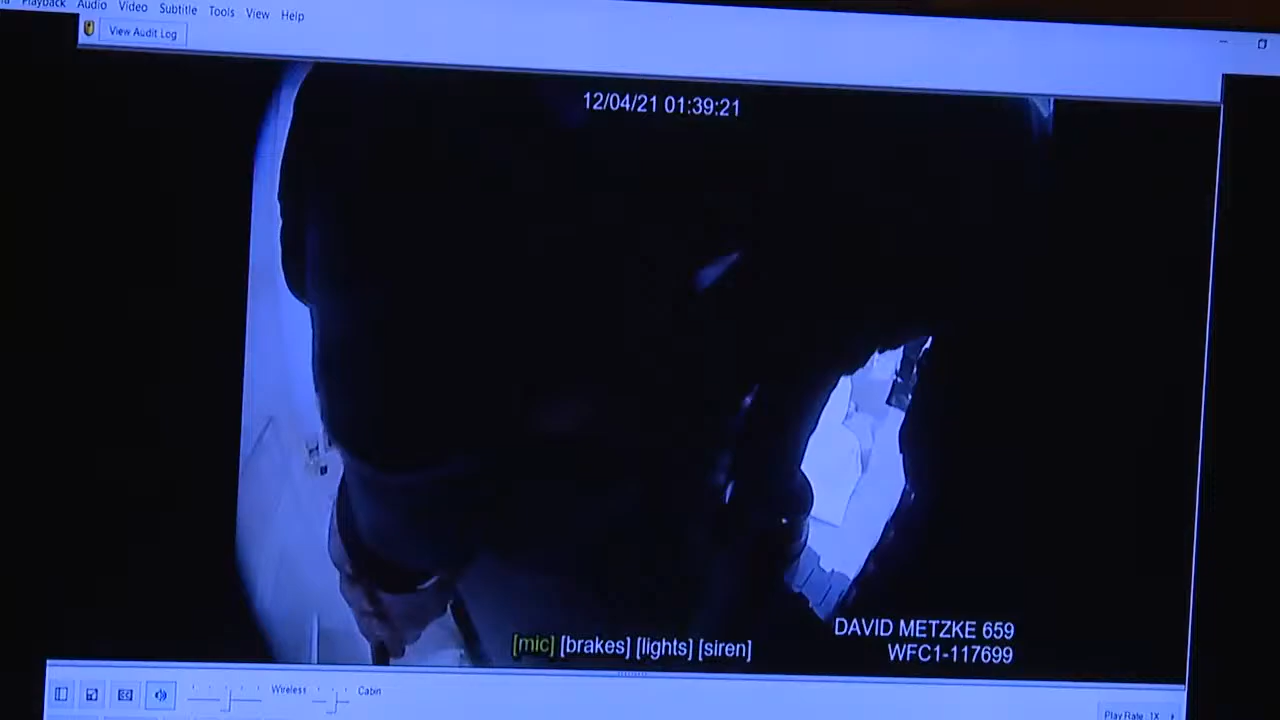 Playback Audio Video Subtitle Tools View Help
View Audit Log
12/04/21 01:39:21
DAVID METZKE 659
WFC1-117699
[mic] [brakes] [lights] [siren]
Wireless Cabin
Play Rate 1X